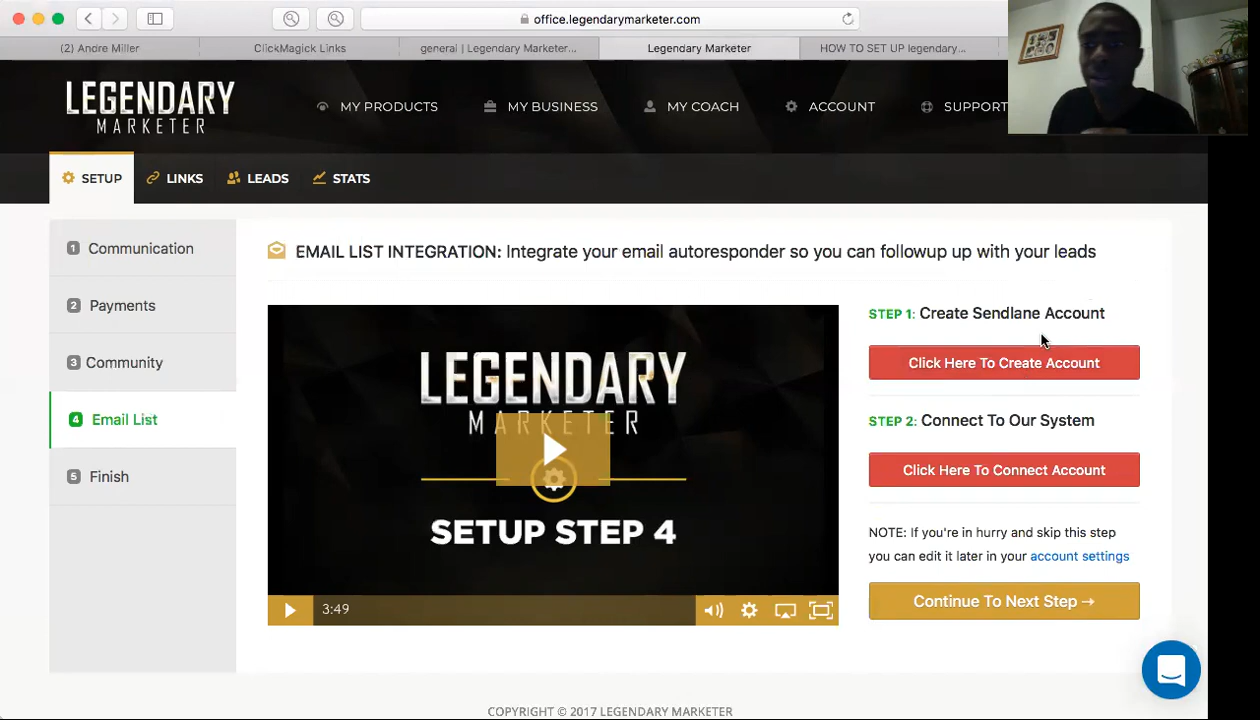 office.legendarymarketer.com
(2) Andre Miller
ClickMagick Links
general | Legendary Marketer...
Legendary Marketer
HOW TO SET UP legendary...
LEGENDARY
MARKETER
MY PRODUCTS
MY BUSINESS
MY COACH
ACCOUNT
SUPPORT
SETUP
LINKS
LEADS
STATS
1 Communication
2 Payments
3 Community
4 Email List
5 Finish
EMAIL LIST INTEGRATION: Integrate your email autoresponder so you can followup up with your leads
LEGENDARY
MARKETER
SETUP STEP 4
3:49
STEP 1: Create Sendlane Account
Click Here To Create Account
STEP 2: Connect To Our System
Click Here To Connect Account
NOTE: If you're in hurry and skip this step
you can edit it later in your account settings
Continue To Next Step →
COPYRIGHT © 2017 LEGENDARY MARKETER